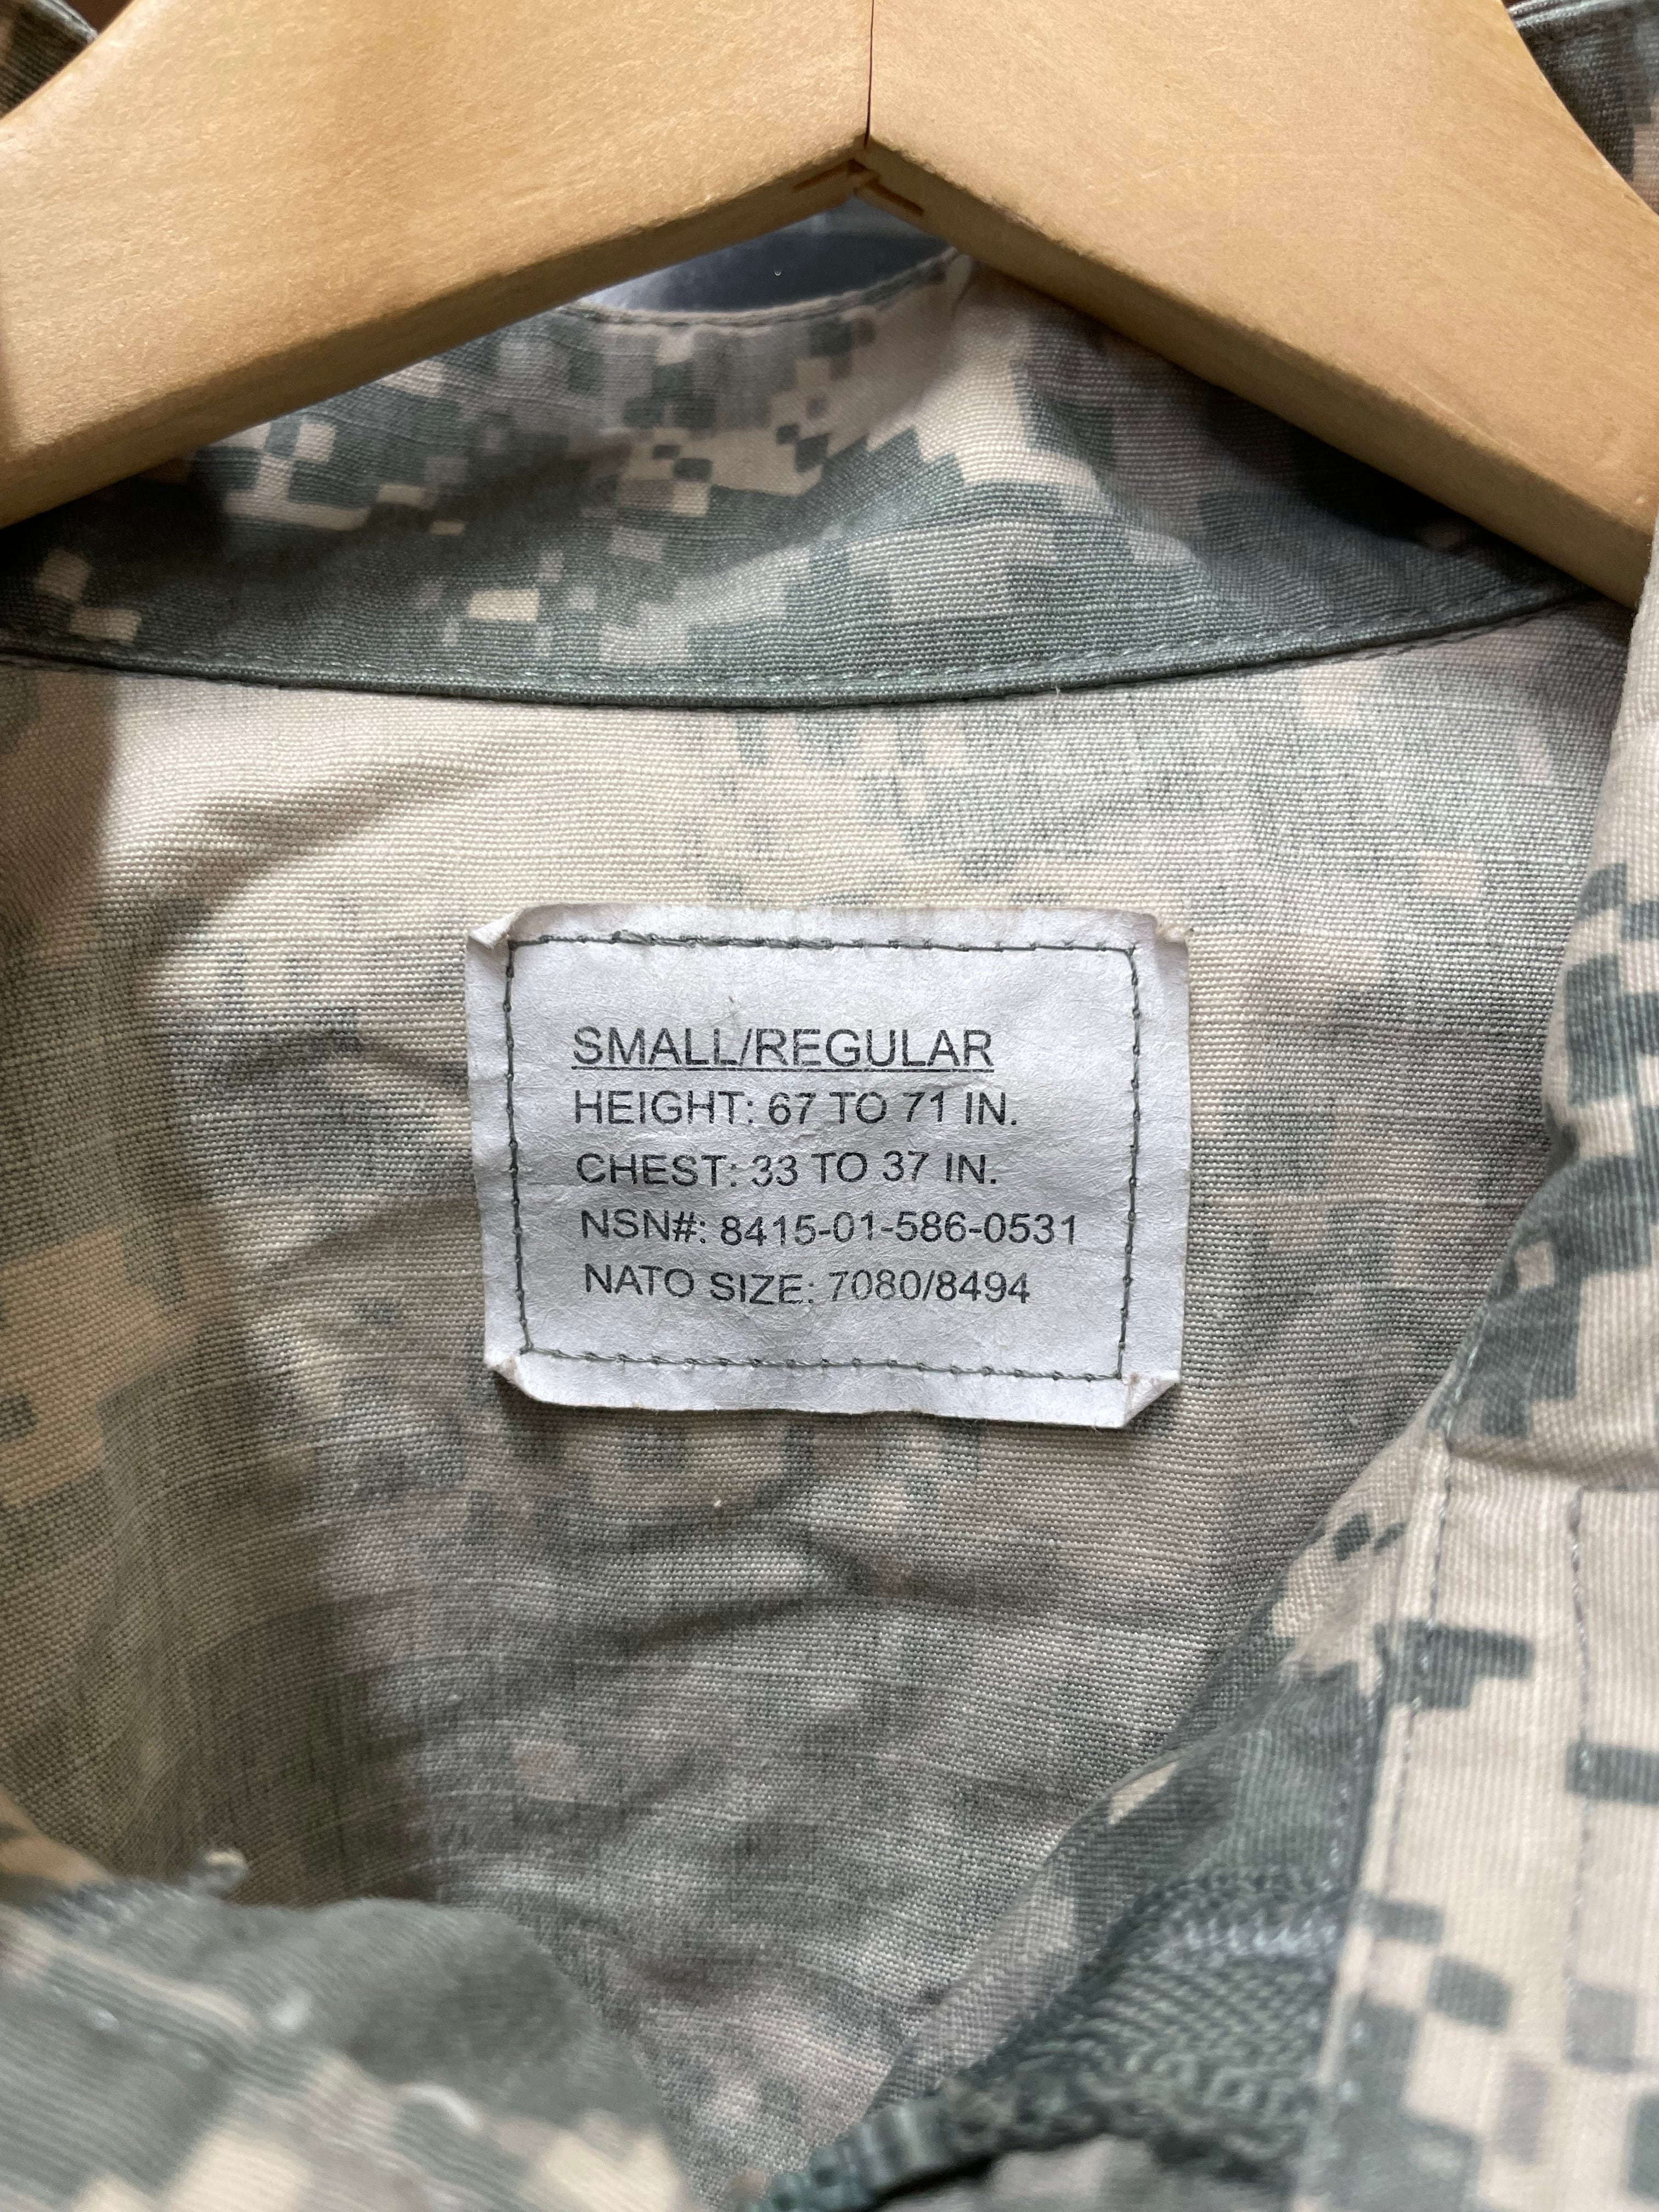 SMALL/REGULAR
HEIGHT: 67 TO 71 IN.
CHEST: 33 TO 37 IN.
NSN#: 8415-01-586-0531
NATO SIZE: 7080/8494